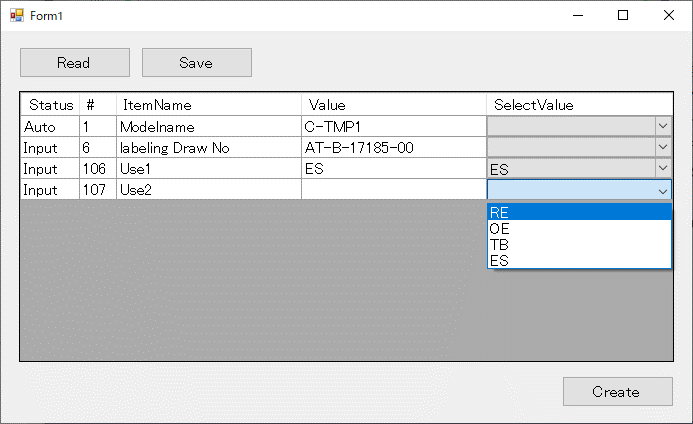 Form1
Read Save
Status # ItemName Value SelectValue
Auto 1 Modelname C-TMP1
Input 6 labeling Draw No AT-B-17185-00
Input 106 Use1 ES ES
Input 107 Use2
RE
OE
TB
ES
Create